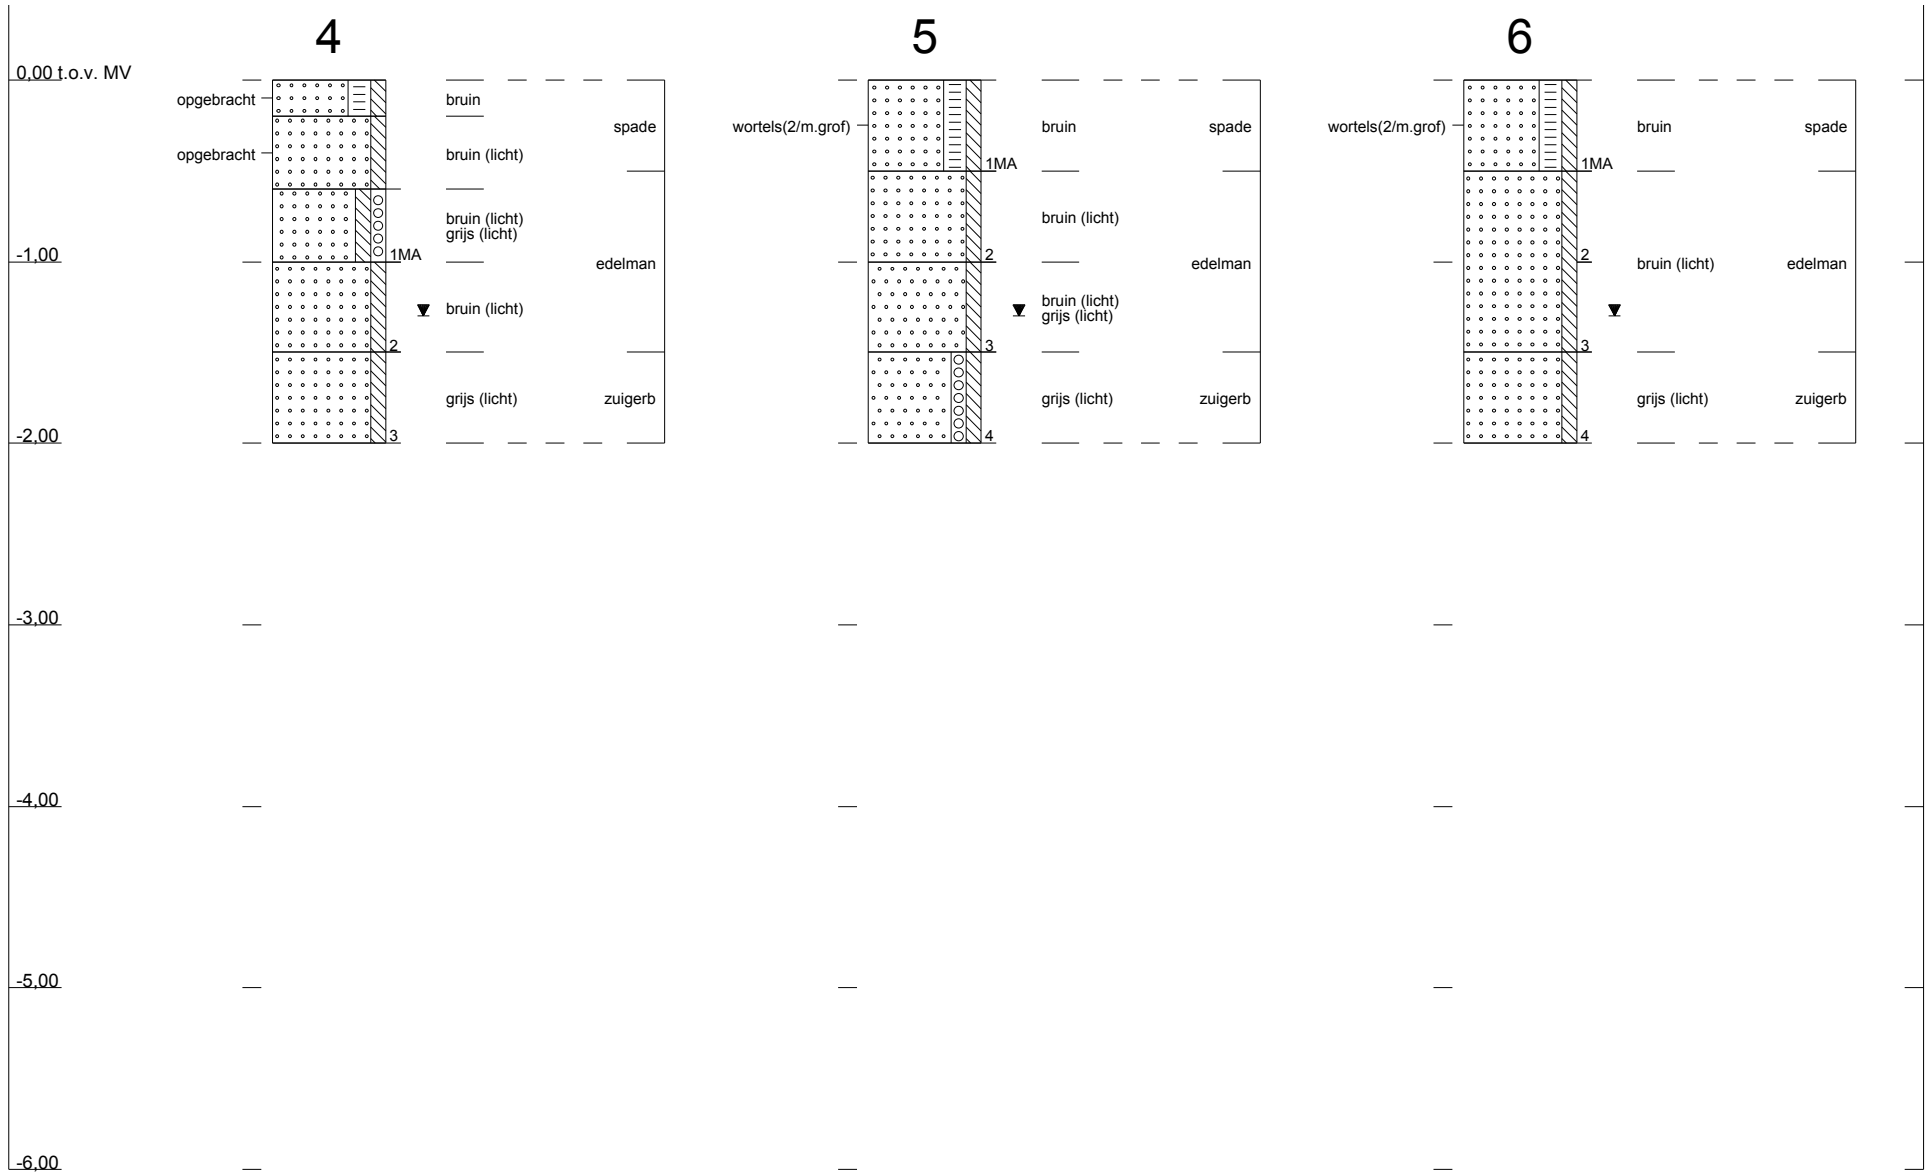 4
5
6
0,00 t.o.v. MV
opgebracht
bruin
opgebracht
bruin (licht)
spade
bruin (licht)
grijs (licht)
1MA
edelman
bruin (licht)
2
grijs (licht)
zuigerb
3
wortels(2/m.grof)
bruin
spade
1MA
bruin (licht)
2
edelman
bruin (licht)
grijs (licht)
3
grijs (licht)
zuigerb
4
wortels(2/m.grof)
bruin
spade
1MA
2
bruin (licht)
edelman
3
grijs (licht)
zuigerb
4
-1,00
-2,00
-3,00
-4,00
-5,00
-6,00